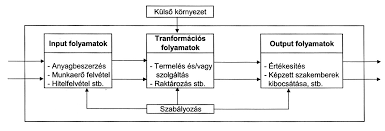 Külső környezet
Input folyamatok
- Anyagbeszerzés
- Munkaerő felvétel
- Hitelfelvétel stb.
Tranformációs
folyamatok
- Termelés és/vagy
szolgáltás
- Raktározás stb.
Output folyamatok
- Értékesítés
- Képzett szakemberek
kibocsátása, stb.
Szabályozás